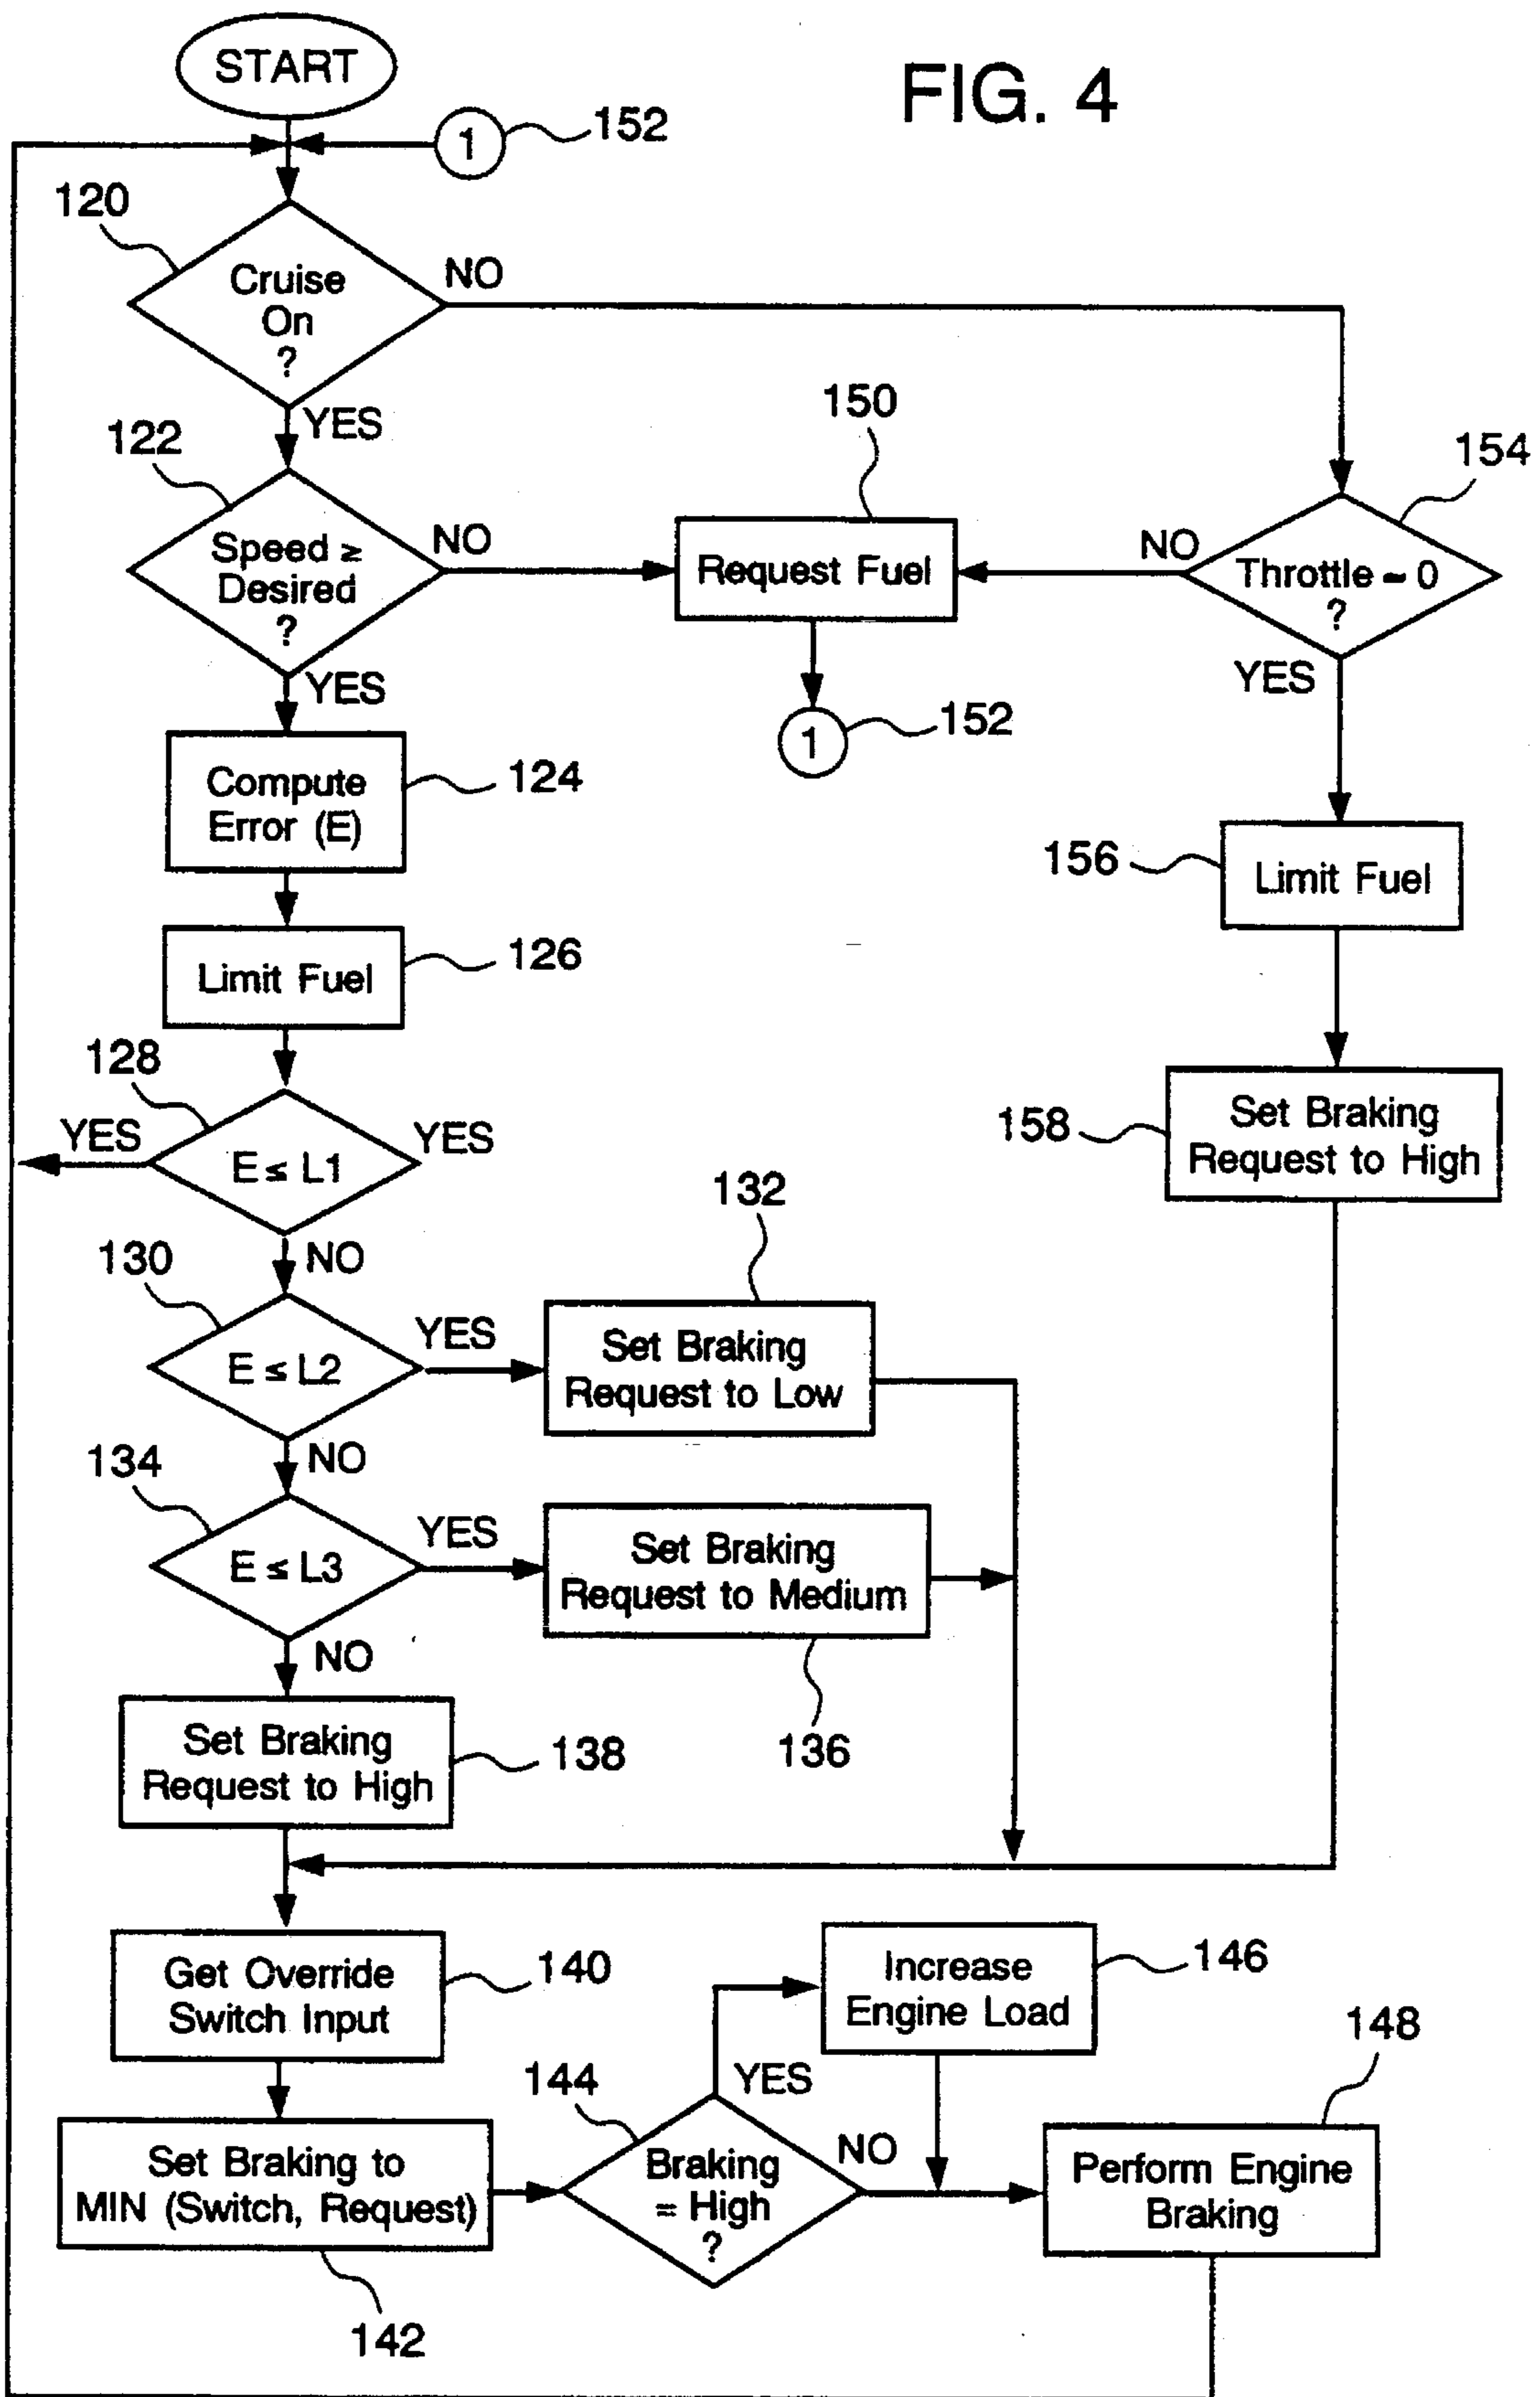 FIG. 4
START
1
152
120
Cruise
On
?
NO
YES
122
Speed ≥
Desired
?
NO
YES
150
Request Fuel
1
152
154
NO
Throttle = 0
?
YES
Compute
Error (E)
124
Limit Fuel
126
156
Limit Fuel
158
Set Braking
Request to High
128
YES
E ≤ L1
YES
NO
130
E ≤ L2
YES
NO
132
Set Braking
Request to Low
134
E ≤ L3
YES
NO
Set Braking
Request to Medium
136
Set Braking
Request to High
138
Get Override
Switch Input
140
Set Braking to
MIN (Switch, Request)
142
144
Braking
= High
?
YES
NO
Increase
Engine Load
146
148
Perform Engine
Braking